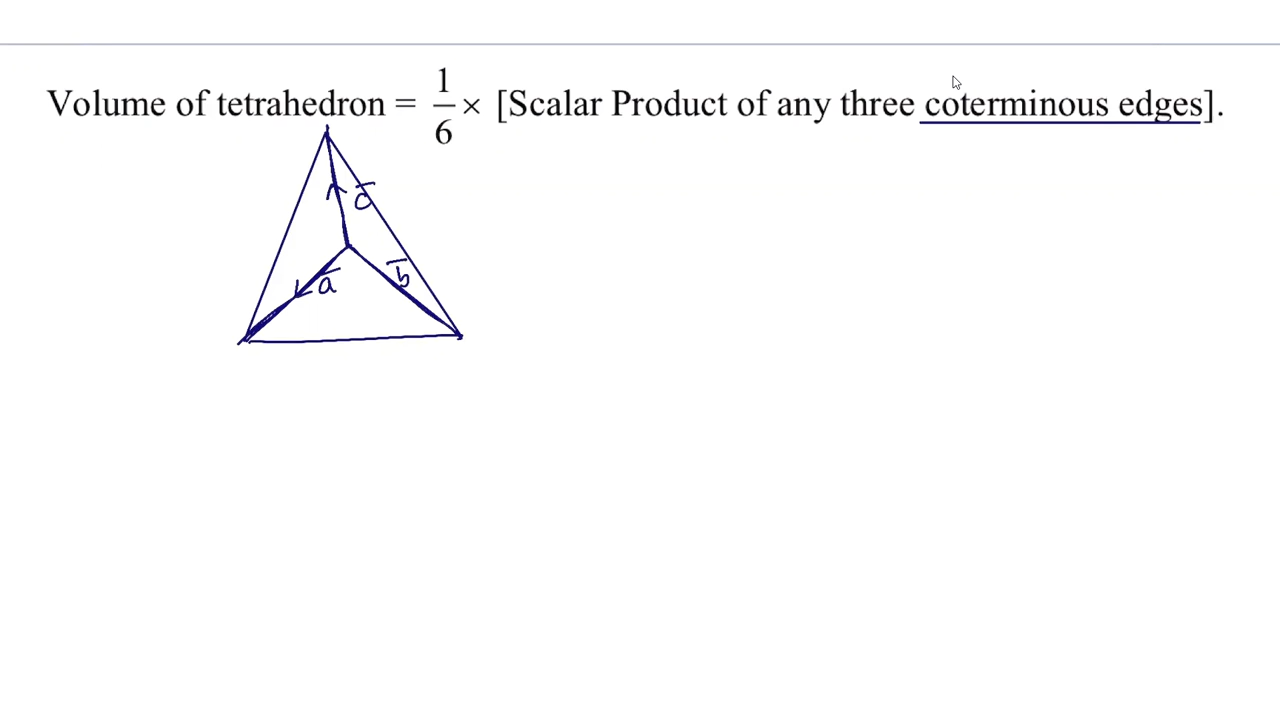 Volume of tetrahedron = 1/6 × [Scalar Product of any three coterminous edges].
c̅
a̅
b̅